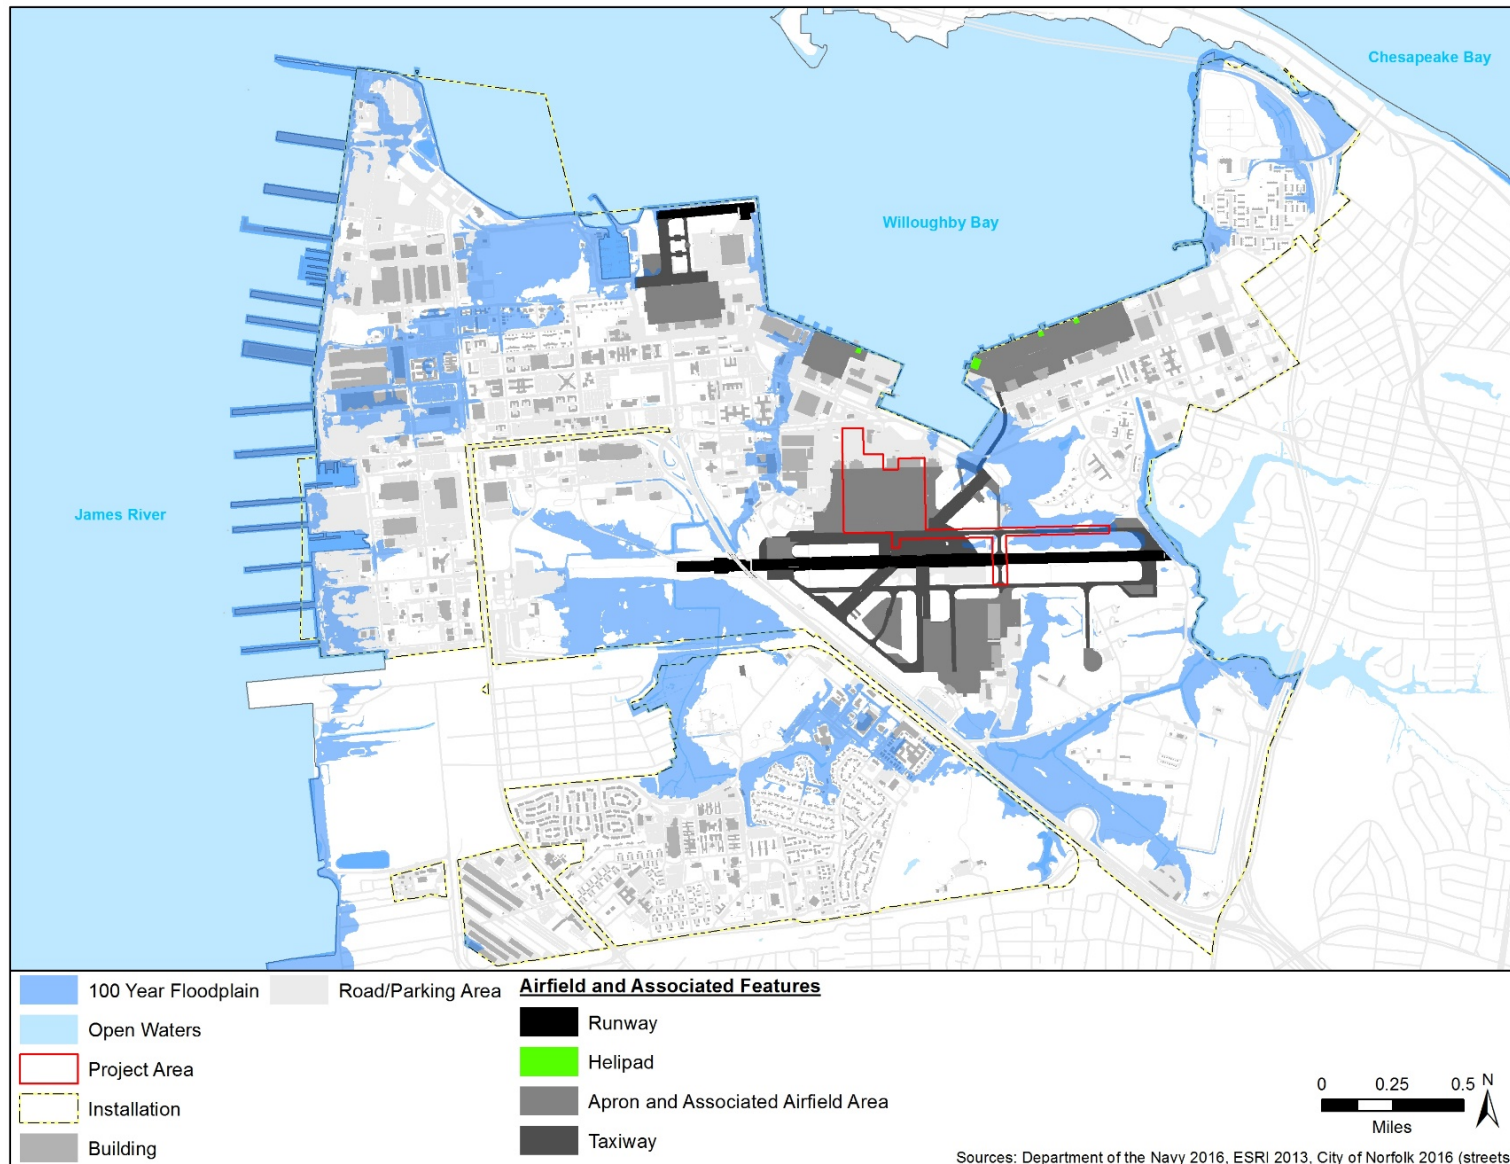 Chesapeake Bay
Willoughby Bay
James River
100 Year Floodplain
Road/Parking Area
Open Waters
Project Area
Installation
Building
Airfield and Associated Features
Runway
Helipad
Apron and Associated Airfield Area
Taxiway
0 0.25 0.5 N
Miles
Sources: Department of the Navy 2016, ESRI 2013, City of Norfolk 2016 (streets